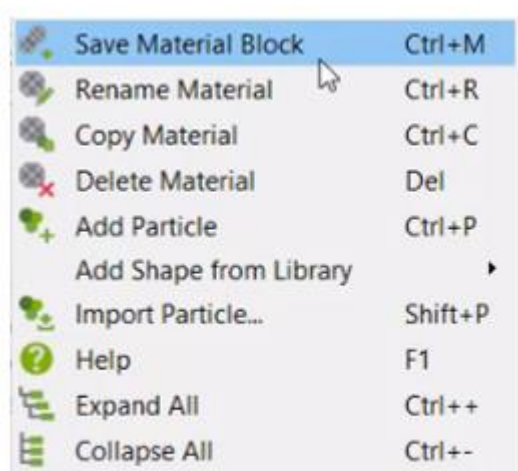 Save Material Block Ctrl+M
Rename Material Ctrl+R
Copy Material Ctrl+C
Delete Material Del
Add Particle Ctrl+P
Add Shape from Library
Import Particle... Shift+P
Help F1
Expand All Ctrl++
Collapse All Ctrl+-